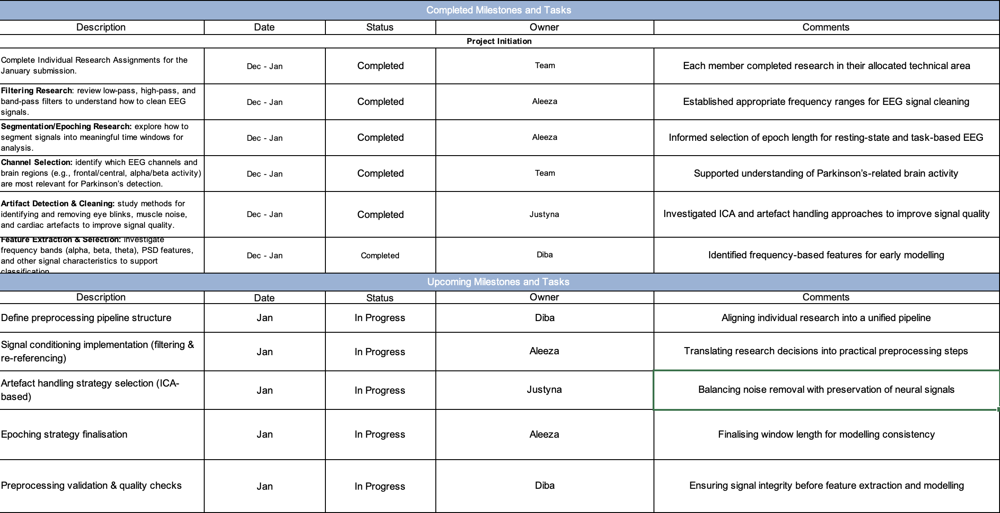 Completed Milestones and Tasks
Description Date Status Owner Comments
Project Initiation
Complete Individual Research Assignments for the
January submission.
Dec - Jan
Completed
Team
Each member completed research in their allocated technical area
Filtering Research: review low-pass, high-pass, and
band-pass filters to understand how to clean EEG
signals.
Dec - Jan
Completed
Aleeza
Established appropriate frequency ranges for EEG signal cleaning
Segmentation/Epoching Research: explore how to
segment signals into meaningful time windows for
analysis.
Dec - Jan
Completed
Aleeza
Informed selection of epoch length for resting-state and task-based EEG
Channel Selection: identify which EEG channels and
brain regions (e.g., frontal/central, alpha/beta activity)
are most relevant for Parkinson’s detection.
Dec - Jan
Completed
Team
Supported understanding of Parkinson’s-related brain activity
Artifact Detection & Cleaning: study methods for
identifying and removing eye blinks, muscle noise,
and cardiac artefacts to improve signal quality.
Dec - Jan
Completed
Justyna
Investigated ICA and artefact handling approaches to improve signal quality
Feature Extraction & Selection: investigate
frequency bands (alpha, beta, theta), PSD features,
and other signal characteristics to support
classification
Dec - Jan
Completed
Diba
Identified frequency-based features for early modelling
Upcoming Milestones and Tasks
Description Date Status Owner Comments
Define preprocessing pipeline structure
Jan
In Progress
Diba
Aligning individual research into a unified pipeline
Signal conditioning implementation (filtering &
re-referencing)
Jan
In Progress
Aleeza
Translating research decisions into practical preprocessing steps
Artefact handling strategy selection (ICA-
based)
Jan
In Progress
Justyna
Balancing noise removal with preservation of neural signals
Epoching strategy finalisation
Jan
In Progress
Aleeza
Finalising window length for modelling consistency
Preprocessing validation & quality checks
Jan
In Progress
Diba
Ensuring signal integrity before feature extraction and modelling